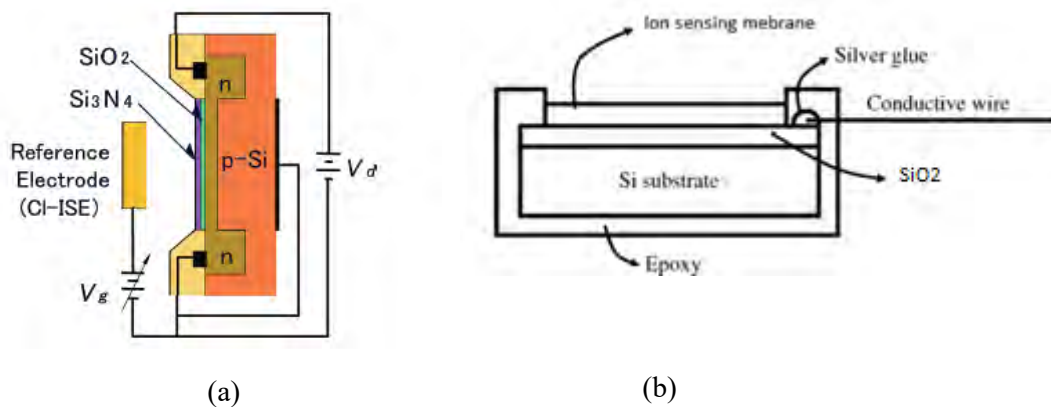 SiO2
Si3N4
Reference
Electrode
(Cl-ISE)
Vg
n
p-Si
n
Vd
(a)
Ion sensing mebrane
Silver glue
Conductive wire
SiO2
Si substrate
Epoxy
(b)